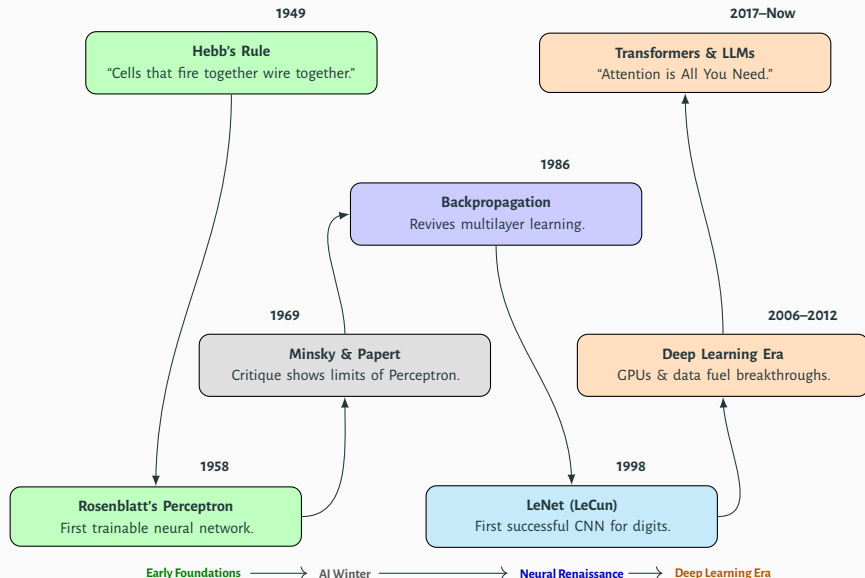 1949
Hebb's Rule
“Cells that fire together wire together.”
2017–Now
Transformers & LLMs
“Attention is All You Need.”
1986
Backpropagation
Revives multilayer learning.
1969
Minsky & Papert
Critique shows limits of Perceptron.
2006–2012
Deep Learning Era
GPUs & data fuel breakthroughs.
1958
Rosenblatt's Perceptron
First trainable neural network.
1998
LeNet (LeCun)
First successful CNN for digits.
Early Foundations AI Winter Neural Renaissance Deep Learning Era